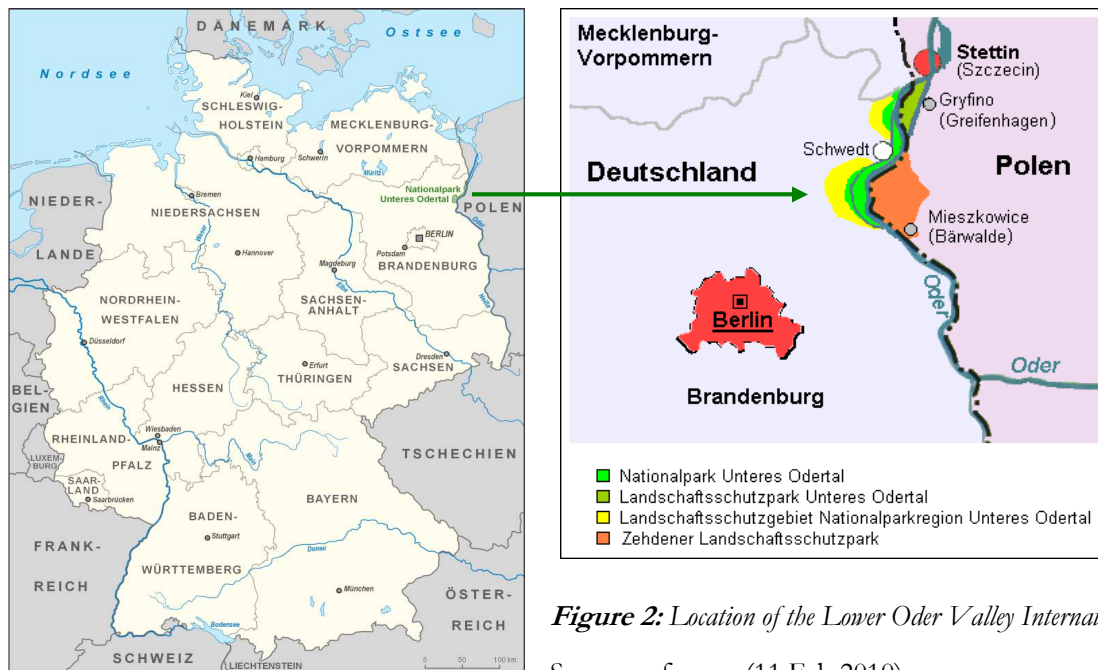 DÄNEMARK
Ostsee
Nordsee
Kiel
SCHLESWIG-
HOLSTEIN
MECKLENBURG-
VORPOMMERN
Hamburg
Schwerin
Müritz
Nationalpark
Unteres Odertal
Bremen
NIEDER-
LANDE
NIEDERSACHSEN
POLEN
Oder
Weser
Hannover
BERLIN
Potsdam
BRANDENBURG
Magdeburg
Elbe
SACHSEN-
ANHALT
Neiße
NORDRHEIN-
WESTFALEN
Düsseldorf
Dresden
SACHSEN
Erfurt
THÜRINGEN
HESSEN
BEL-
GIEN
Rhein
Wiesbaden
Mainz
RHEINLAND-
PFALZ
Main
LUXEM-
BURG
TSCHECHIEN
SAAR-
LAND
Saarbrücken
BAYERN
BADEN-
WÜRTTEMBERG
Stuttgart
Donau
FRANK-
REICH
München
ÖSTER-
REICH
Bodensee
SCHWEIZ
LIECHTENSTEIN
0 50 100 km
Mecklenburg-
Vorpommern
Stettin
(Szczecin)
Gryfino
(Greifenhagen)
Schwedt
Deutschland
Polen
Mieszkowice
(Bärwalde)
Oder
Berlin
Oder
Brandenburg
Nationalpark Unteres Odertal
Landschaftsschutzpark Unteres Odertal
Landschaftsschutzgebiet Nationalparkregion Unteres Odertal
Zehdener Landschaftsschutzpark
Figure 2: Location of the Lower Oder Valley Interna